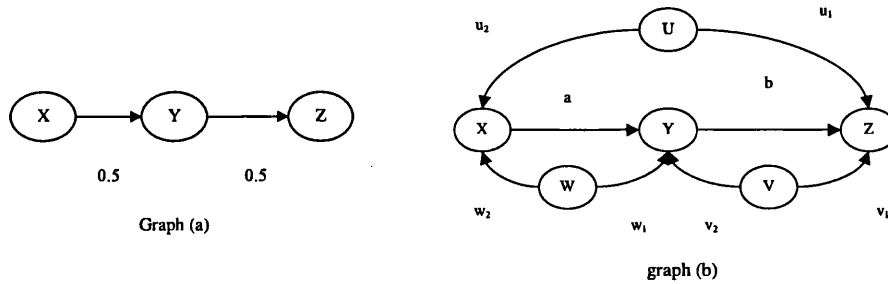 X Y Z
0.5 0.5
Graph (a)
U
u₂ u₁
a b
X Y Z
W V
w₂ w₁ v₂ v₁
graph (b)